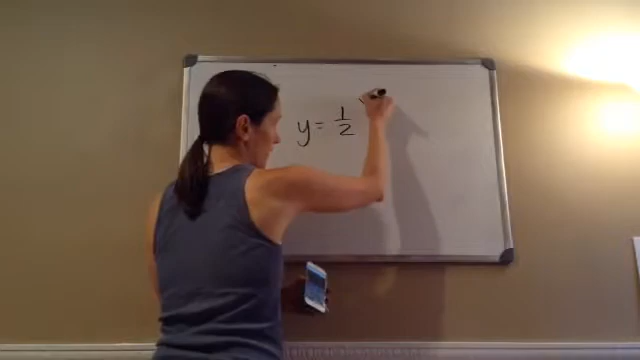 y = 1/2